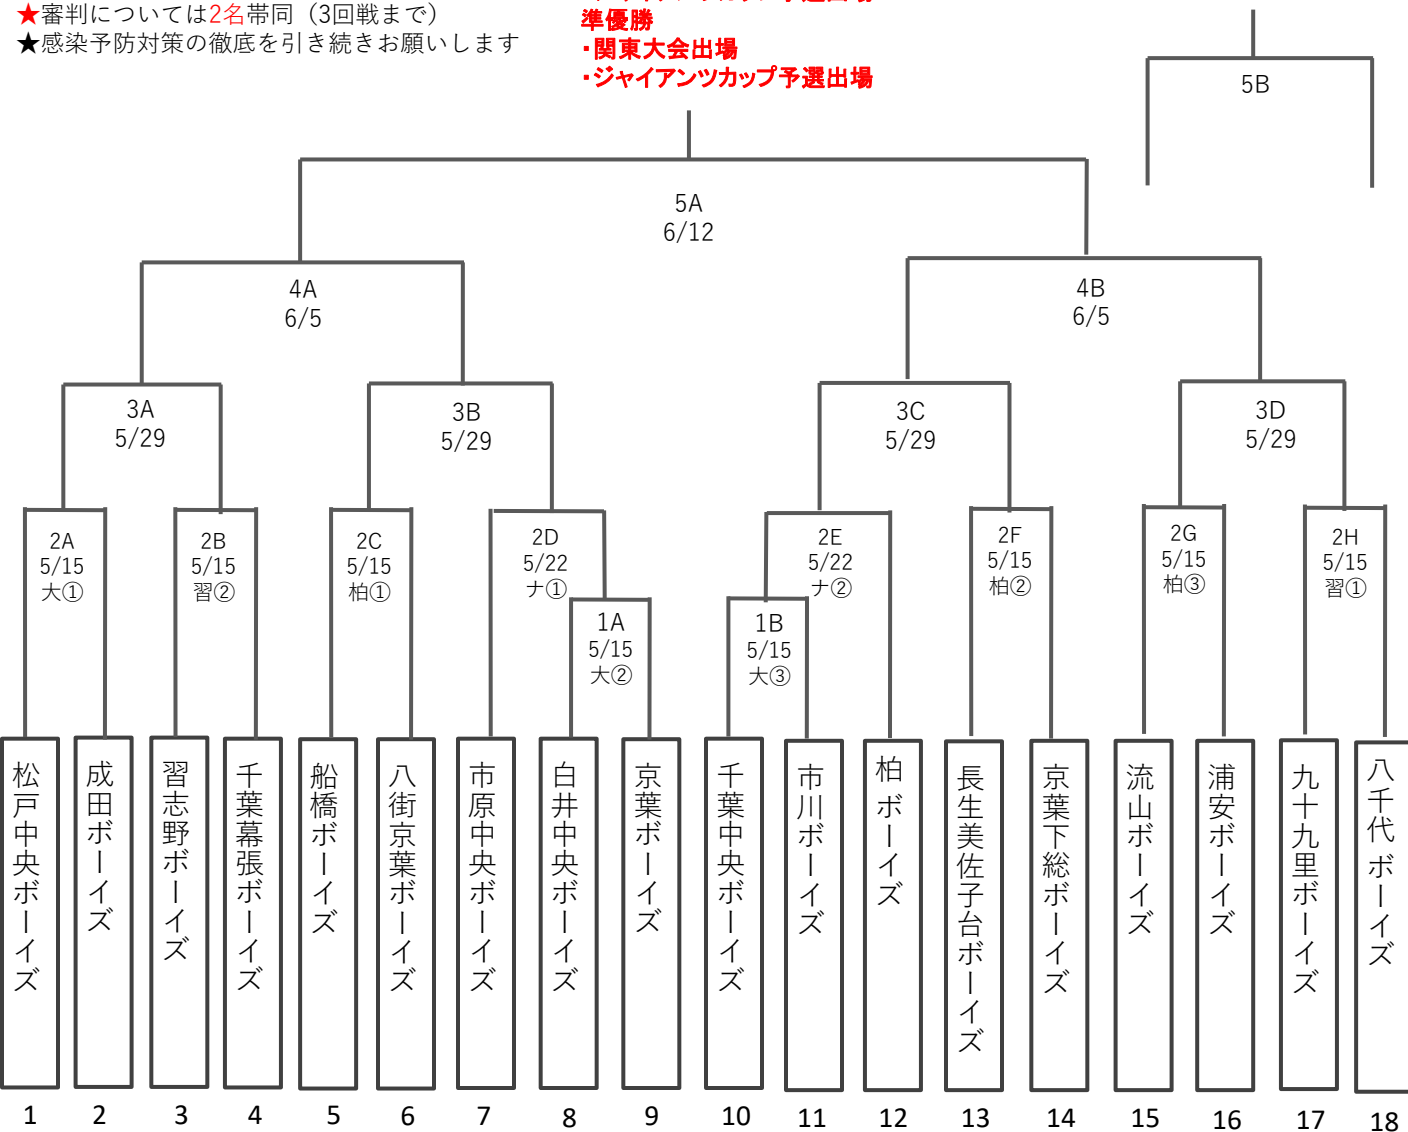 ★審判については2名帯同（3回戦まで）
★感染予防対策の徹底を引き続きお願いします
準優勝
・関東大会出場
・ジャイアンツカップ予選出場
5B
5A
6/12
4A
6/5
4B
6/5
3A
5/29
3B
5/29
3C
5/29
3D
5/29
2A
5/15
大①
2B
5/15
習②
2C
5/15
柏①
2D
5/22
ナ①
2E
5/22
ナ②
2F
5/15
柏②
2G
5/15
柏③
2H
5/15
習①
1A
5/15
大②
1B
5/15
大③
松戸中央ボーイズ
成田ボーイズ
習志野ボーイズ
千葉幕張ボーイズ
船橋ボーイズ
八街京葉ボーイズ
市原中央ボーイズ
白井中央ボーイズ
京葉ボーイズ
千葉中央ボーイズ
市川ボーイズ
柏 ボーイズ
長生美佐子台ボーイズ
京葉下総ボーイズ
流山ボーイズ
浦安ボーイズ
九十九里ボーイズ
八千代 ボーイズ
1 2 3 4 5 6 7 8 9 10 11 12 13 14 15 16 17 18